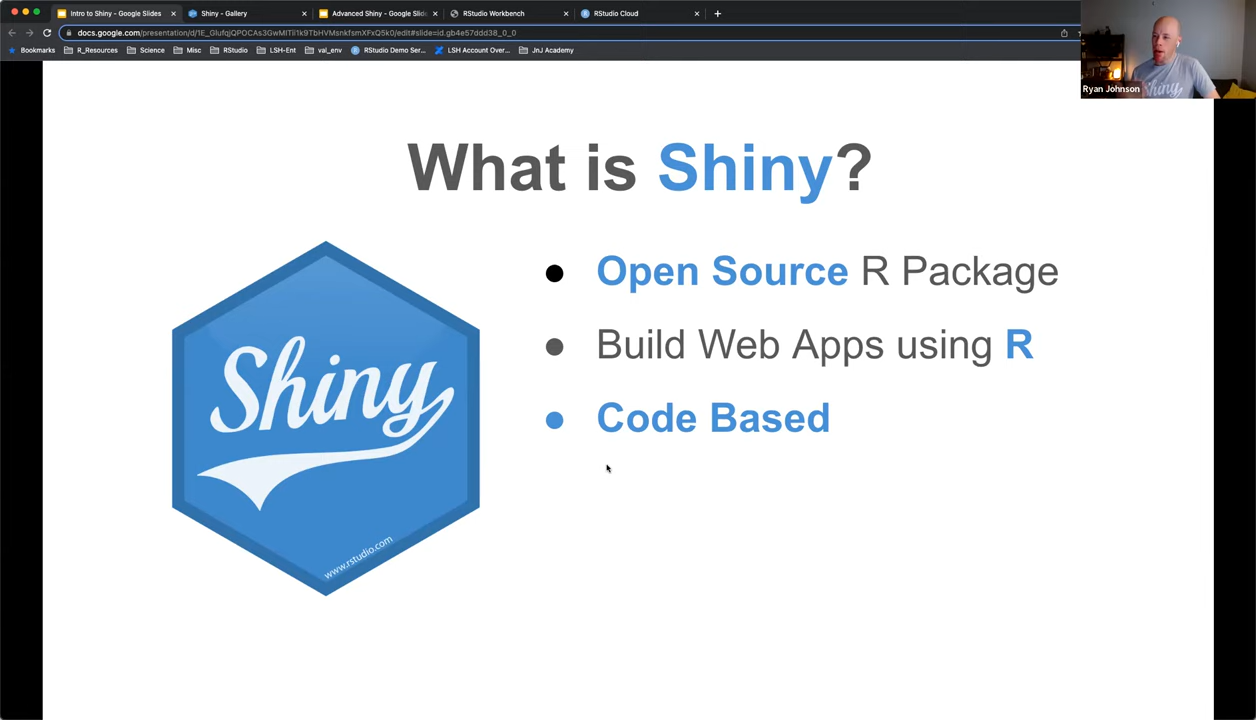 Intro to Shiny - Google Slides
Shiny - Gallery
Advanced Shiny - Google Slid
RStudio Workbench
RStudio Cloud
Bookmarks
R_Resources
Science
Misc
RStudio
LSH-Ent
val_env
RStudio Demo Ser...
LSH Account Over...
JnJ Academy
Ryan Johnson
Shiny
What is Shiny?
Open Source R Package
Build Web Apps using R
Code Based
Shiny
www.rstudio.com